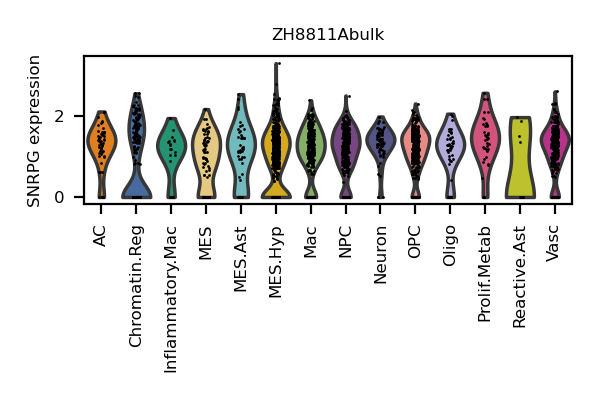 ZH8811Abulk
SNRPG expression
2
0
AC
Chromatin.Reg
Inflammatory.Mac
MES
MES.Ast
MES.Hyp
Mac
NPC
Neuron
OPC
Oligo
Prolif.Metab
Reactive.Ast
Vasc